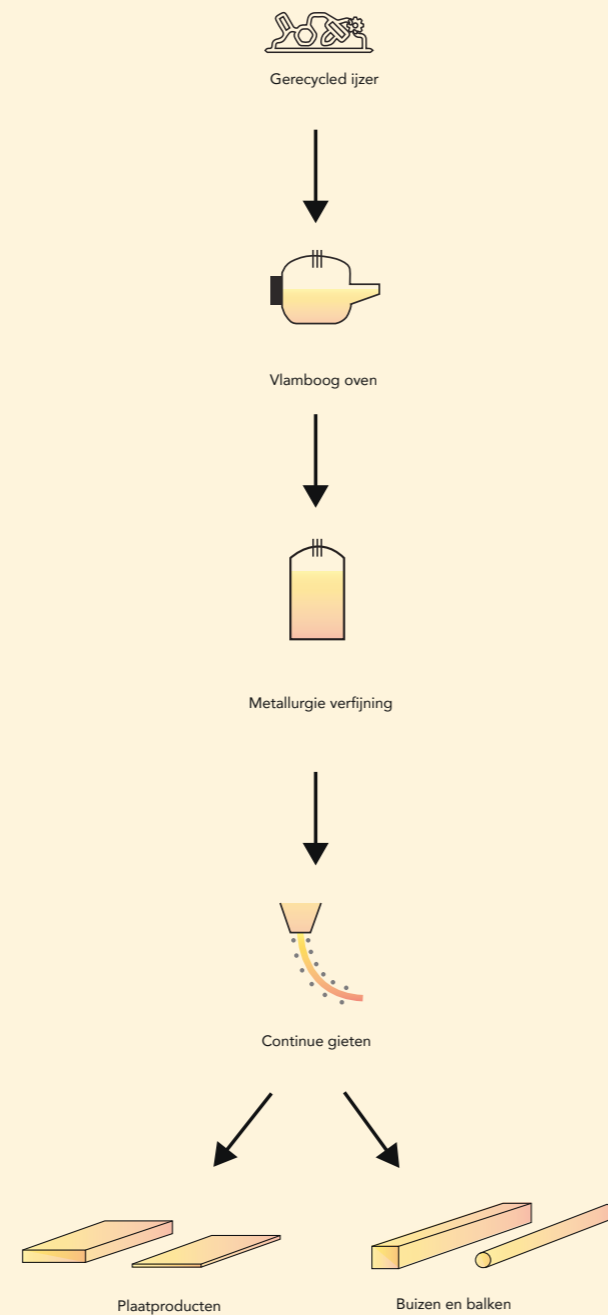 Gerecycled ijzer
Vlamboog oven
Metallurgie verfijning
Continue gieten
Plaatproducten
Buizen en balken